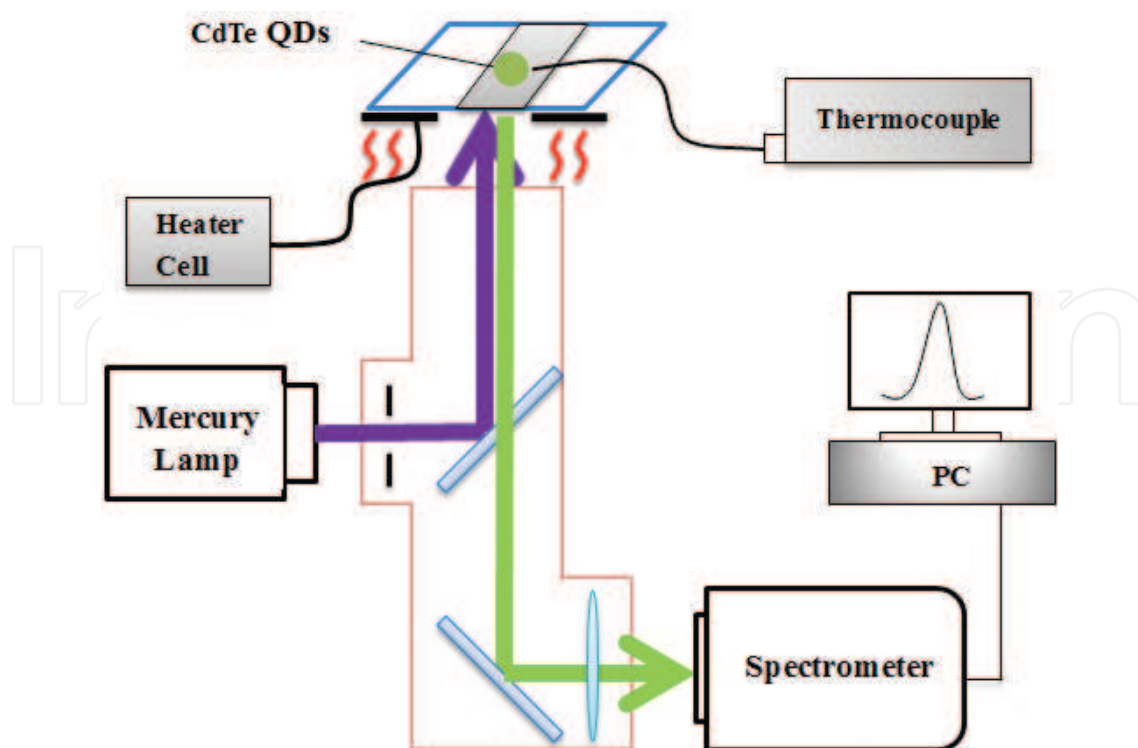 CdTe QDs
Thermocouple
Heater
Cell
Mercury
Lamp
PC
Spectrometer